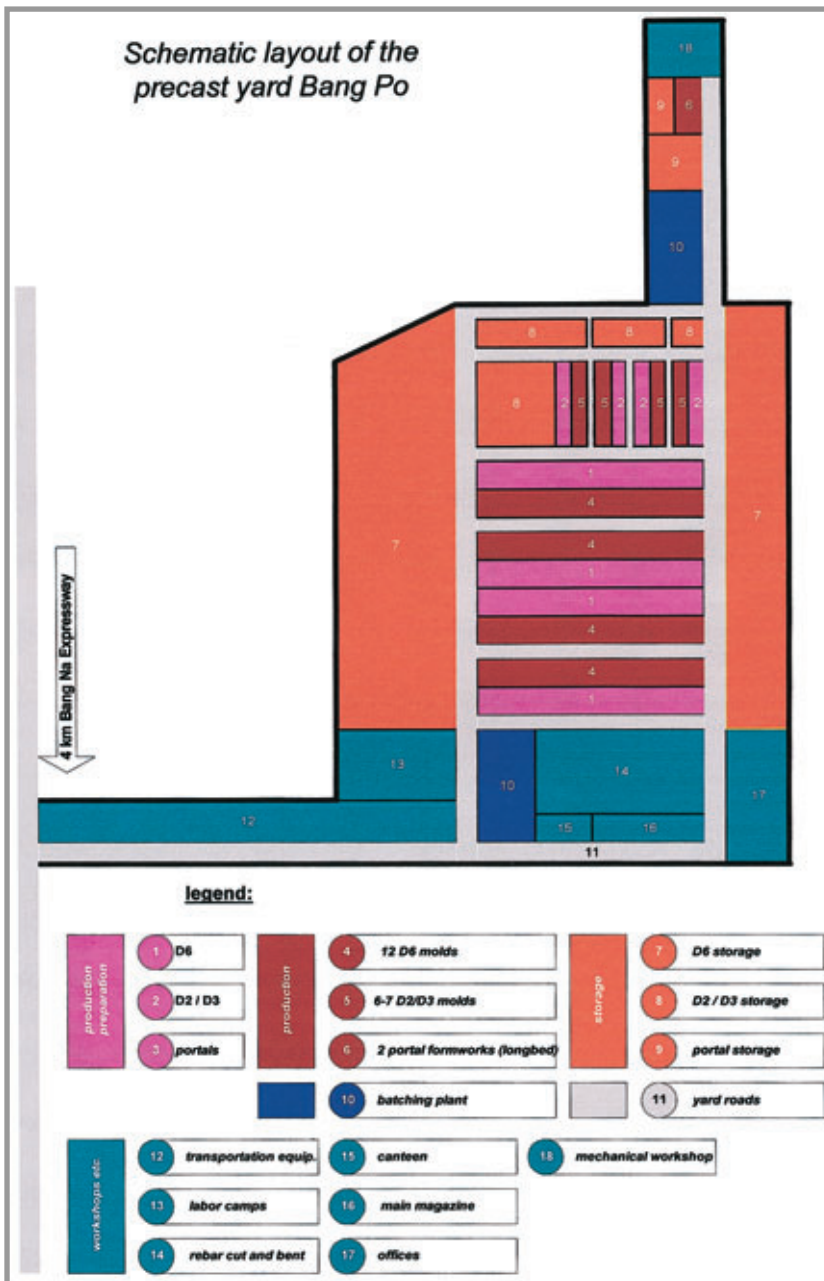 Schematic layout of the
precast yard Bang Po
18
9 6
9
10
8 8 8
8 2 5 5 2 2 5 5 2
1
4
7 4 7
1
1
4
4
1
4 km Bang Na Expressway
13 10 14 17
12 15 16
11
legend:
production
preparation
1 D6
2 D2 / D3
3 portals
production
4 12 D6 molds
5 6-7 D2/D3 molds
6 2 portal formworks (longbed)
storage
7 D6 storage
8 D2 / D3 storage
9 portal storage
10 batching plant
11 yard roads
workshops etc.
12 transportation equip.
13 labor camps
14 rebar cut and bent
15 canteen
16 main magazine
17 offices
18 mechanical workshop